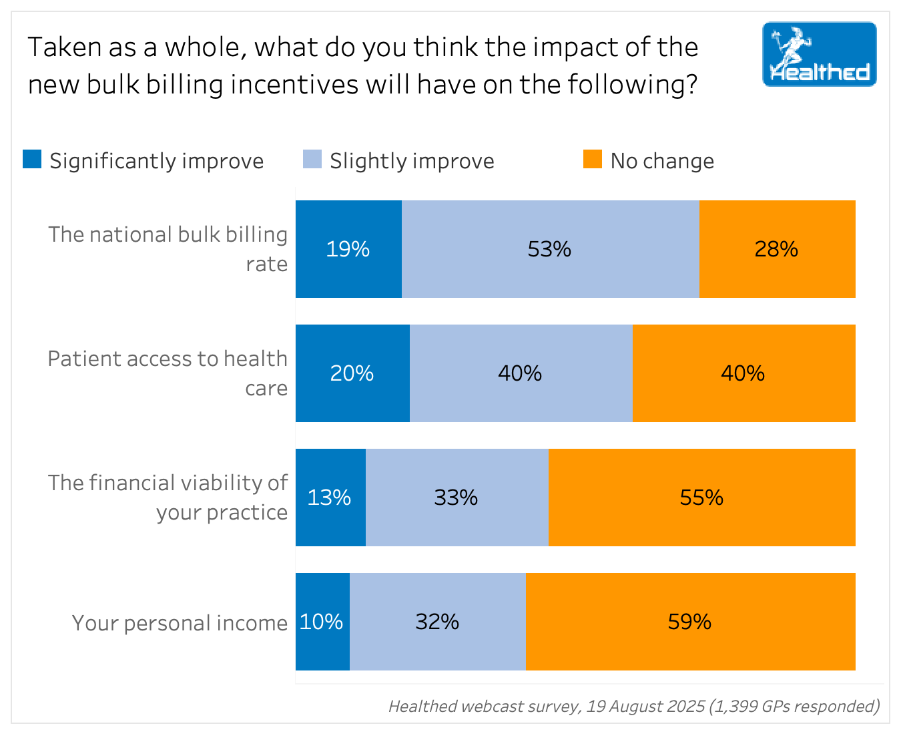 Taken as a whole, what do you think the impact of the
new bulk billing incentives will have on the following?
Healthed
Significantly improve
Slightly improve
No change
The national bulk billing
rate
19%
53%
28%
Patient access to health
care
20%
40%
40%
The financial viability of
your practice
13%
33%
55%
Your personal income
10%
32%
59%
Healthed webcast survey, 19 August 2025 (1,399 GPs responded)